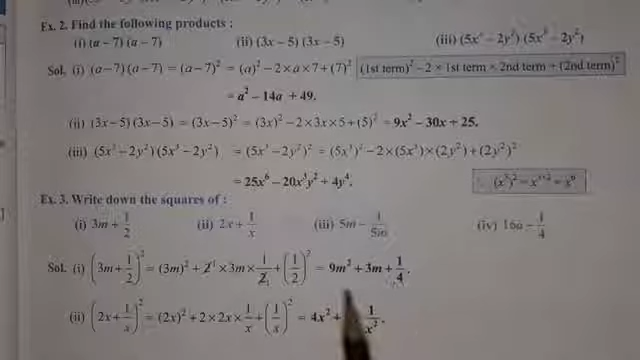 Ex. 2. Find the following products :
(i) (a – 7) (a – 7) (ii) (3x – 5) (3x – 5) (iii) (5x³ – 2y²) (5x³ – 2y²)
Sol. (i) (a – 7) (a – 7) = (a – 7)² = (a)² – 2 × a × 7 + (7)² (1st term)² – 2 × 1st term × 2nd term + (2nd term)²
= a² – 14a + 49.
(ii) (3x – 5) (3x – 5) = (3x – 5)² = (3x)² – 2 × 3x × 5 + (5)² = 9x² – 30x + 25.
(iii) (5x³ – 2y²) (5x³ – 2y²) = (5x³ – 2y²)² = (5x³)² – 2 × (5x³) × (2y²) + (2y²)²
= 25x⁶ – 20x³y² + 4y⁴. (x³)² = x³ˣ² = x⁶
Ex. 3. Write down the squares of :
(i) 3m + 1/2 (ii) 2x + 1/x (iii) 5m – 1/5m (iv) 16a – 1/4
Sol. (i) (3m + 1/2)² = (3m)² + 2 × 3m × 1/2 + (1/2)² = 9m² + 3m + 1/4.
(ii) (2x + 1/x)² = (2x)² + 2 × 2x × 1/x + (1/x)² = 4x² + 1/x².